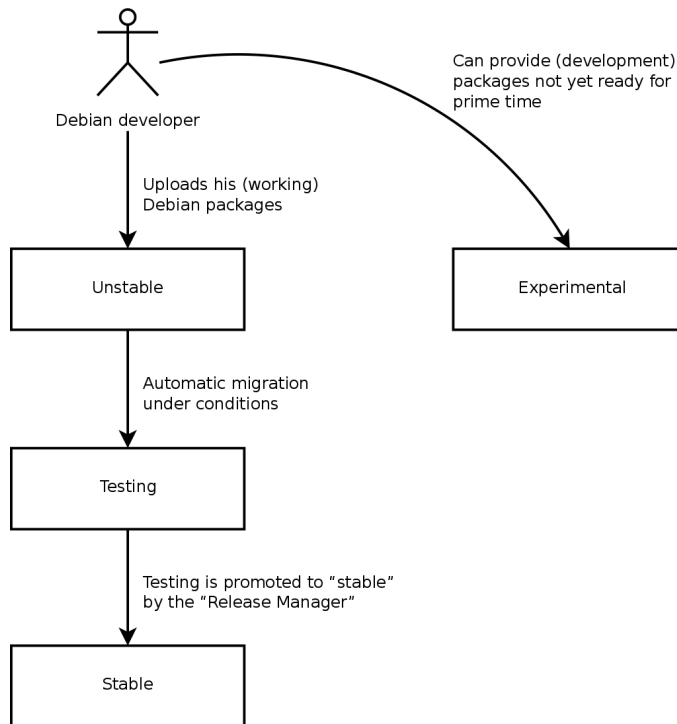 Can provide (development)
packages not yet ready for
prime time
Debian developer
Uploads his (working)
Debian packages
Unstable
Experimental
Automatic migration
under conditions
Testing
Testing is promoted to "stable"
by the "Release Manager"
Stable